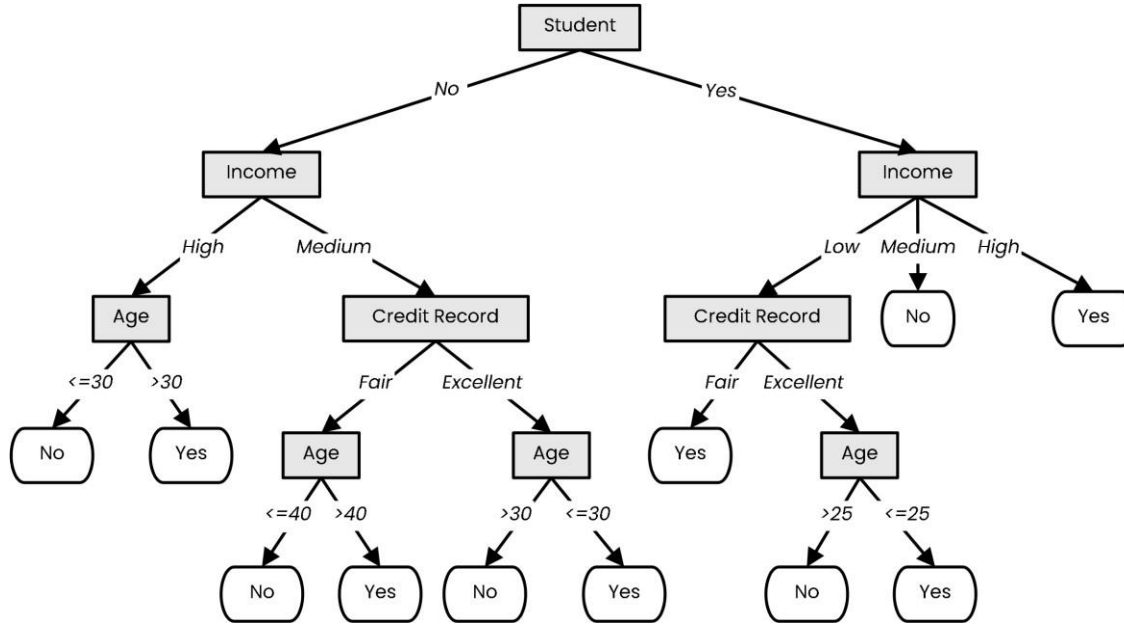 Student
No
Yes
Income
Income
High
Medium
Low
Medium
High
Age
Credit Record
Credit Record
No
Yes
<=30
>30
Fair
Excellent
Fair
Excellent
No
Yes
Age
Age
Yes
Age
<=40
>40
>30
<=30
>25
<=25
No
Yes
No
Yes
No
Yes